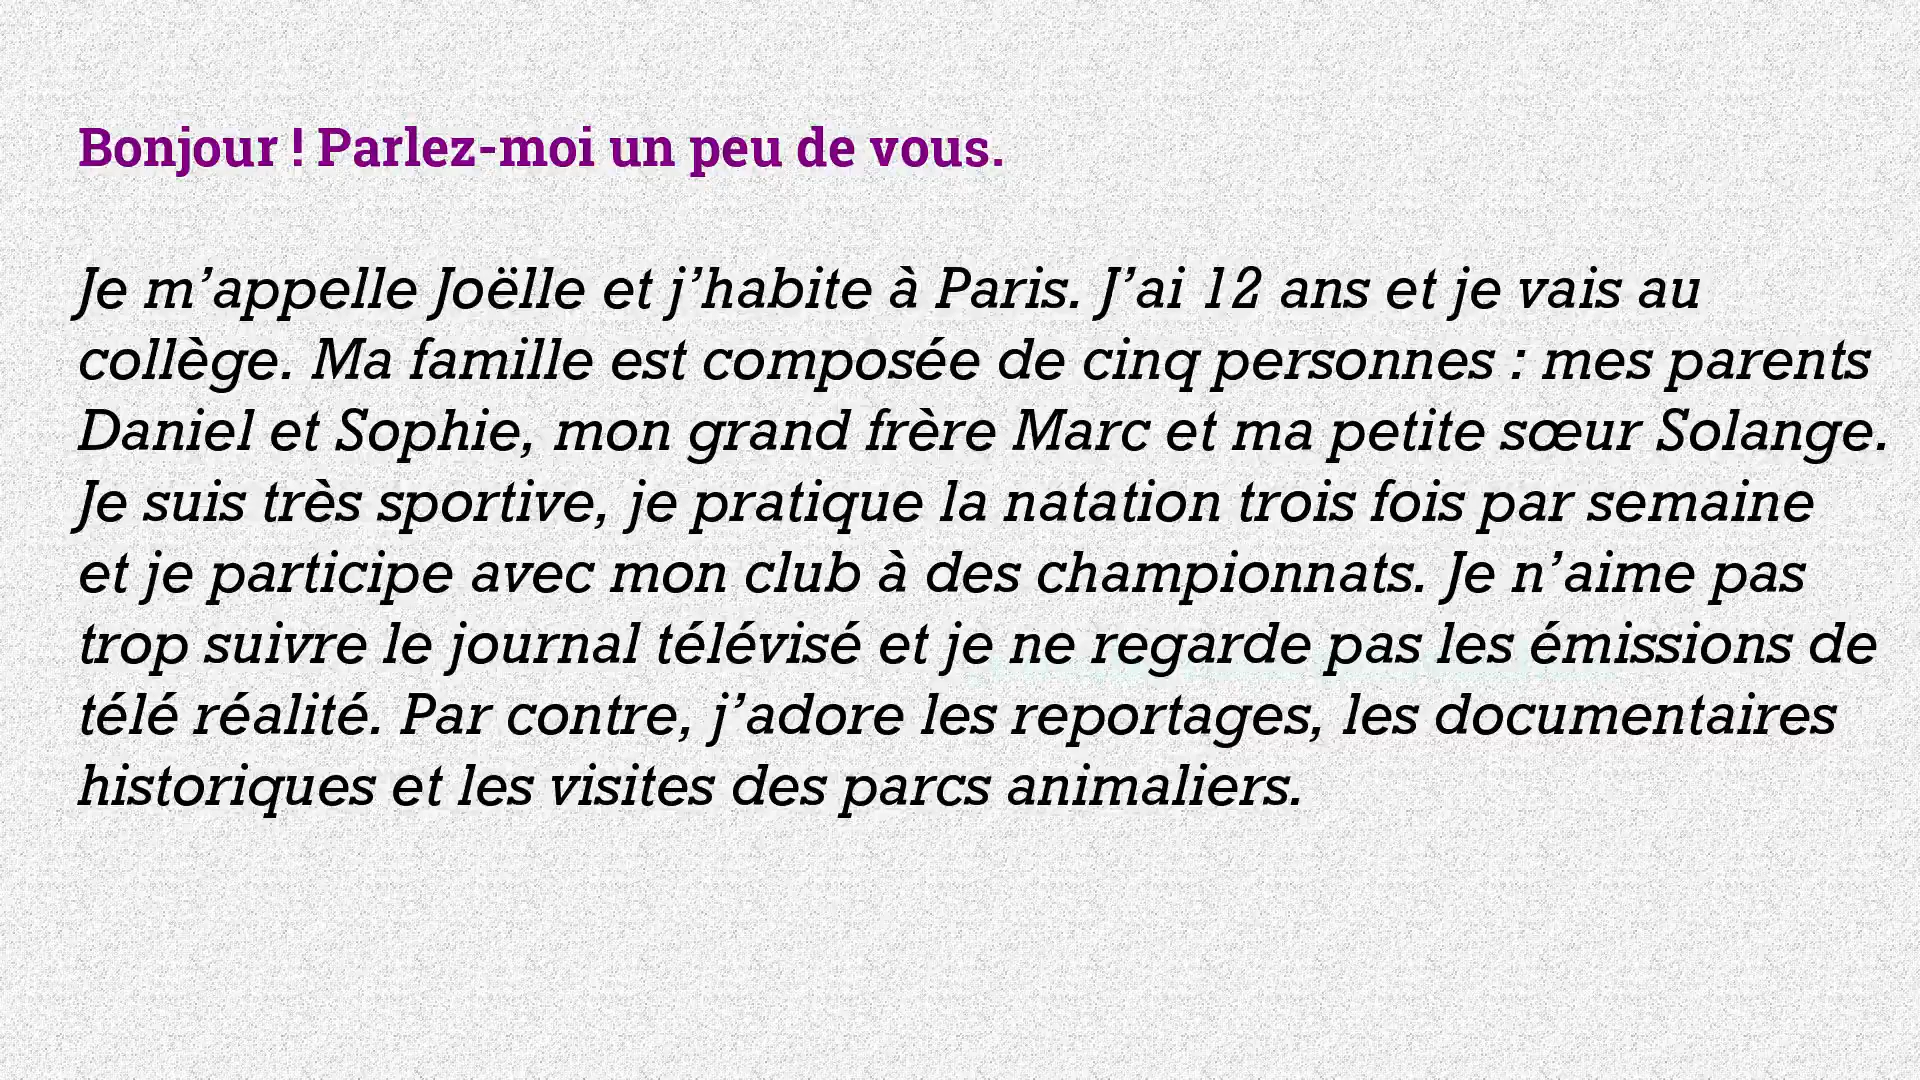 Bonjour ! Parlez-moi un peu de vous.
Je m’appelle Joëlle et j’habite à Paris. J’ai 12 ans et je vais au
collège. Ma famille est composée de cinq personnes : mes parents
Daniel et Sophie, mon grand frère Marc et ma petite sœur Solange.
Je suis très sportive, je pratique la natation trois fois par semaine
et je participe avec mon club à des championnats. Je n’aime pas
trop suivre le journal télévisé et je ne regarde pas les émissions de
télé réalité. Par contre, j’adore les reportages, les documentaires
historiques et les visites des parcs animaliers.